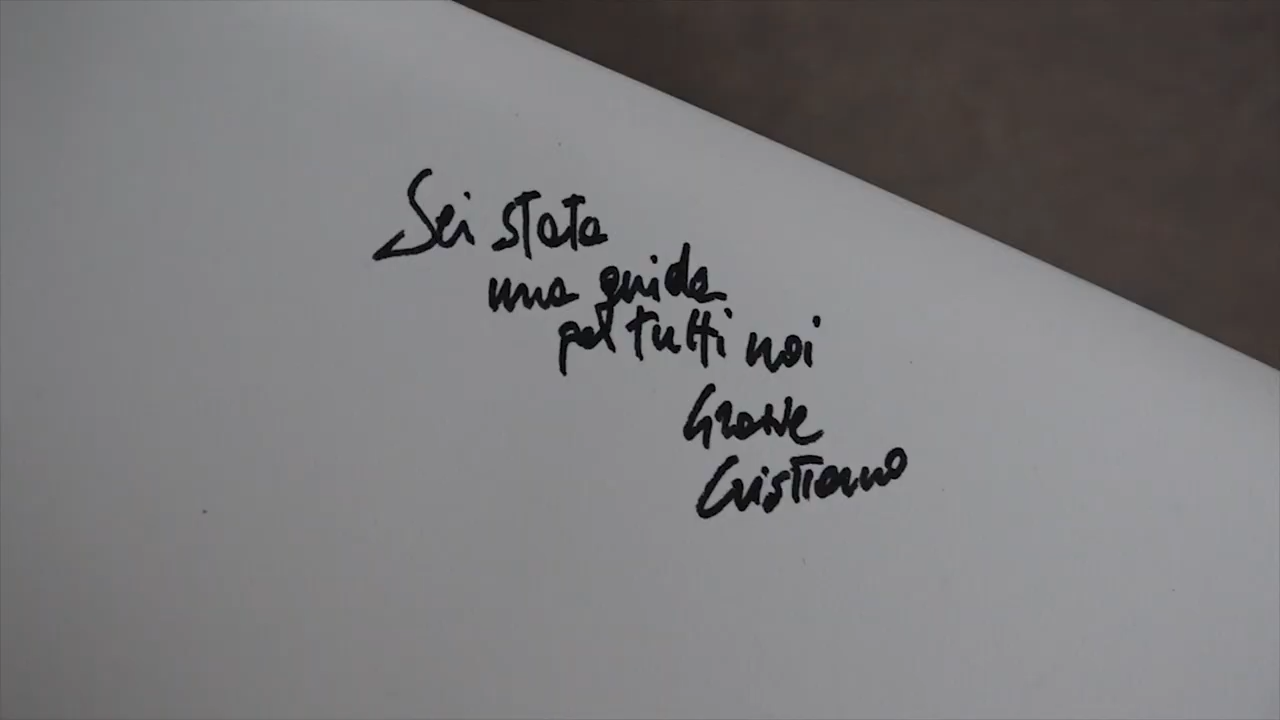 Sei stata
una guida
per tutti noi
Grazie
Cristiano